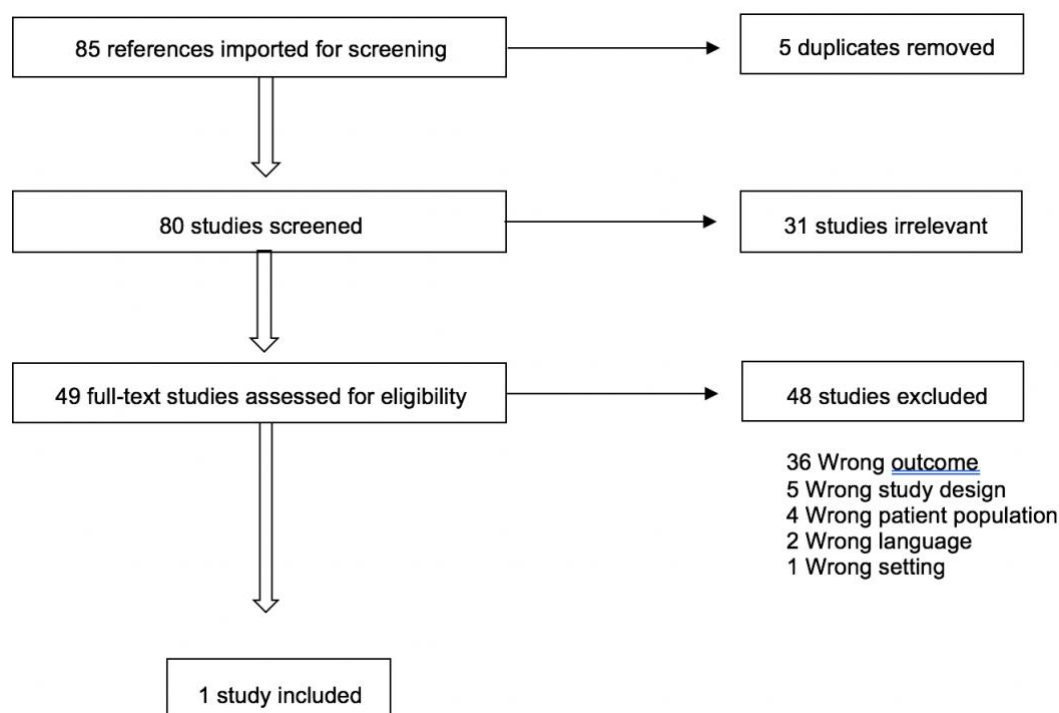 85 references imported for screening
5 duplicates removed
80 studies screened
31 studies irrelevant
49 full-text studies assessed for eligibility
48 studies excluded
36 Wrong outcome
5 Wrong study design
4 Wrong patient population
2 Wrong language
1 Wrong setting
1 study included